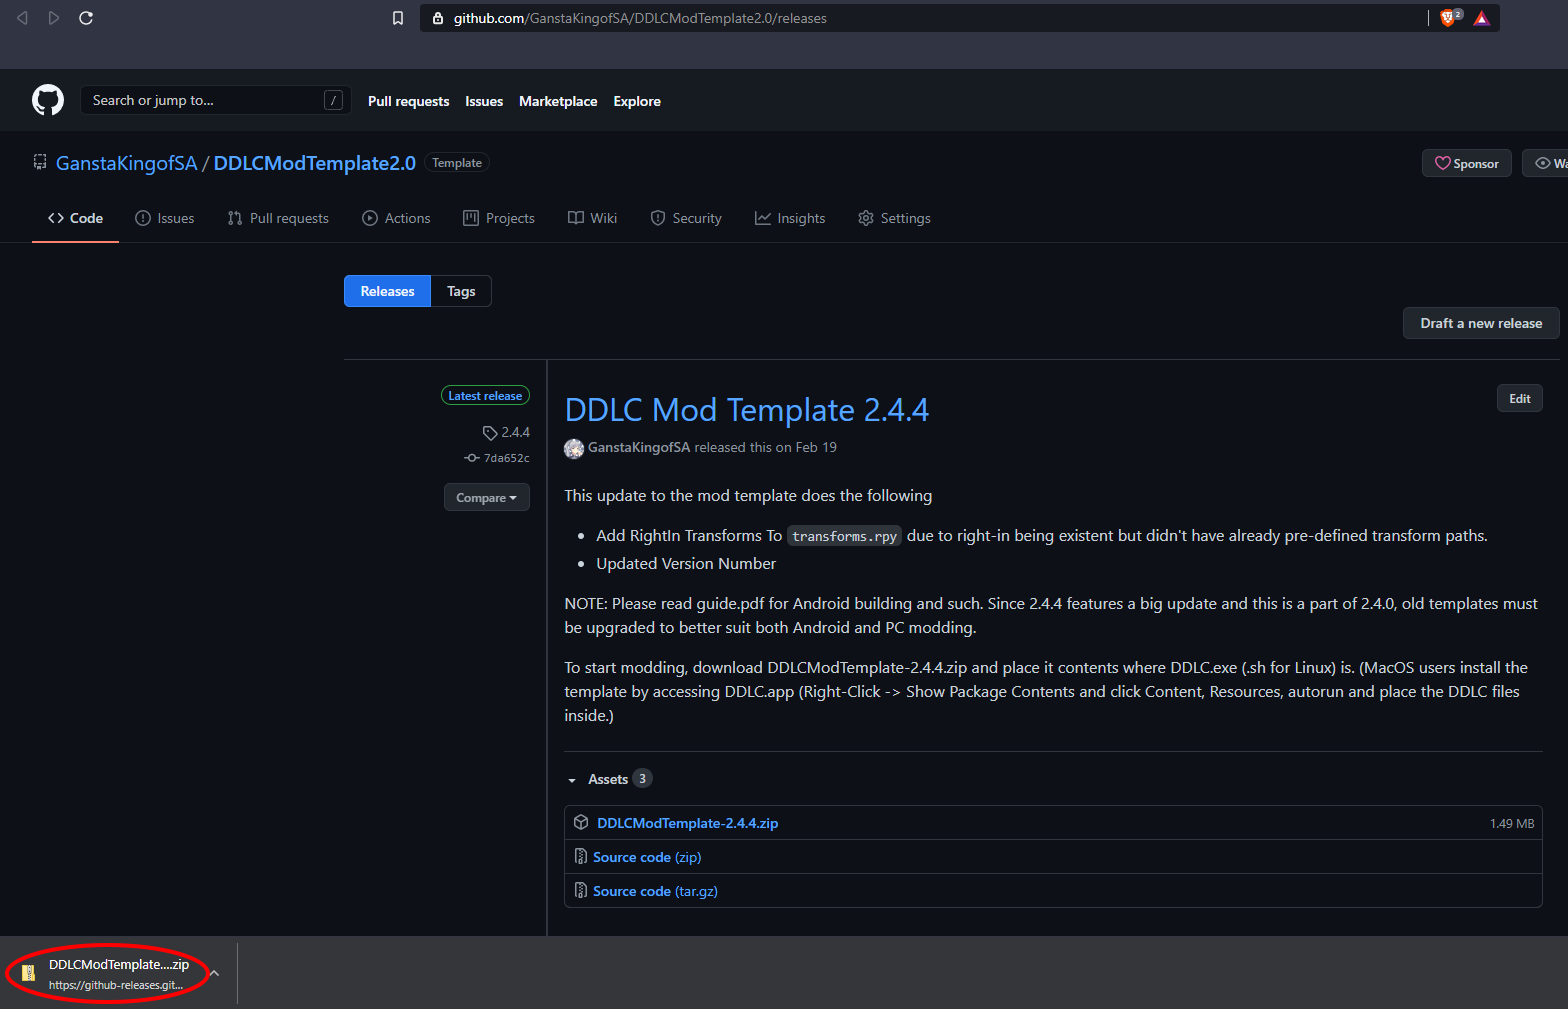 github.com/GanstaKingofSA/DDLCModTemplate2.0/releases
2
Search or jump to...
/
Pull requests
Issues
Marketplace
Explore
GanstaKingofSA / DDLCModTemplate2.0
Template
Sponsor
Wa
Code
Issues
Pull requests
Actions
Projects
Wiki
Security
Insights
Settings
Releases
Tags
Draft a new release
Latest release
2.4.4
7da652c
Compare
DDLC Mod Template 2.4.4
Edit
GanstaKingofSA released this on Feb 19
This update to the mod template does the following
Add RightIn Transforms To transforms.rpy due to right-in being existent but didn't have already pre-defined transform paths.
Updated Version Number
NOTE: Please read guide.pdf for Android building and such. Since 2.4.4 features a big update and this is a part of 2.4.0, old templates must
be upgraded to better suit both Android and PC modding.
To start modding, download DDLCModTemplate-2.4.4.zip and place it contents where DDLC.exe (.sh for Linux) is. (MacOS users install the
template by accessing DDLC.app (Right-Click -> Show Package Contents and click Content, Resources, autorun and place the DDLC files
inside.)
Assets 3
DDLCModTemplate-2.4.4.zip
1.49 MB
Source code (zip)
Source code (tar.gz)
DDLCModTemplate....zip
https://github-releases.git...